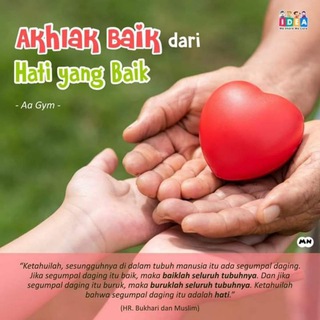 IDEA
AKHLAK BAIK dari
Hati yang Baik
- Aa Gym -
MN
"Ketahuilah, sesungguhnya di dalam tubuh manusia itu ada segumpal daging.
Jika segumpal daging itu baik, maka baiklah seluruh tubuhnya. Dan jika
segumpal daging itu buruk, maka buruklah seluruh tubuhnya. Ketahuilah
bahwa segumpal daging itu adalah hati."
(HR. Bukhari dan Muslim)